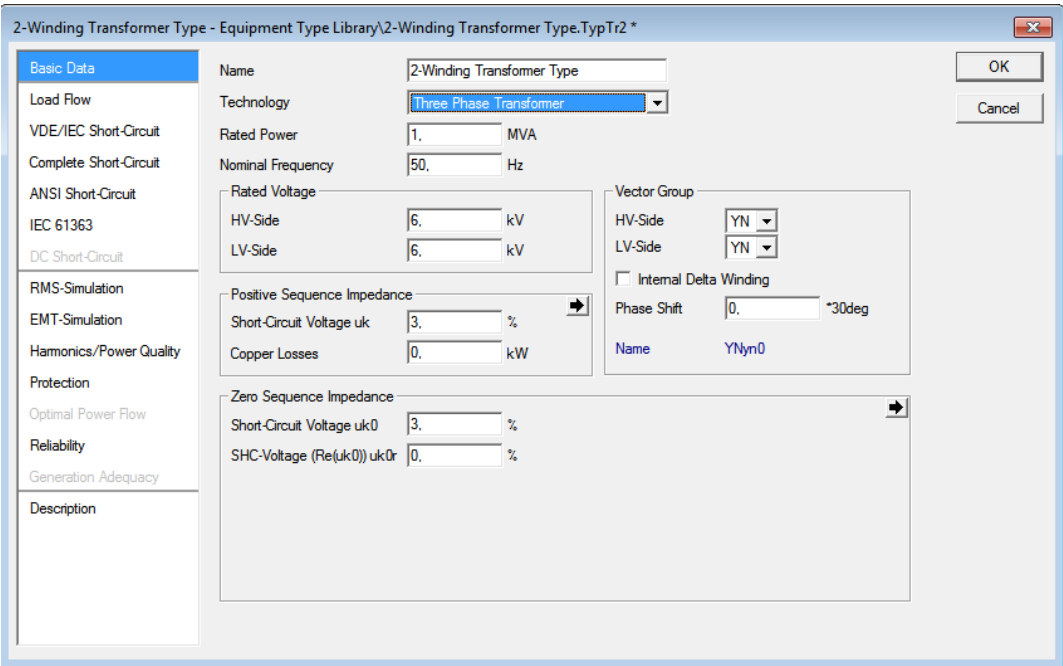 2-Winding Transformer Type - Equipment Type Library\2-Winding Transformer Type.TypTr2 *
Basic Data
Load Flow
VDE/IEC Short-Circuit
Complete Short-Circuit
ANSI Short-Circuit
IEC 61363
DC Short-Circuit
RMS-Simulation
EMT-Simulation
Harmonics/Power Quality
Protection
Optimal Power Flow
Reliability
Generation Adequacy
Description
Name 2-Winding Transformer Type
Technology Three Phase Transformer
Rated Power 1, MVA
Nominal Frequency 50, Hz
Rated Voltage
HV-Side 6, kV
LV-Side 6, kV
Vector Group
HV-Side YN
LV-Side YN
Internal Delta Winding
Phase Shift 0, *30deg
Name YNyn0
Positive Sequence Impedance
Short-Circuit Voltage uk 3, %
Copper Losses 0, kW
Zero Sequence Impedance
Short-Circuit Voltage uk0 3, %
SHC-Voltage (Re(uk0)) uk0r 0, %
OK
Cancel